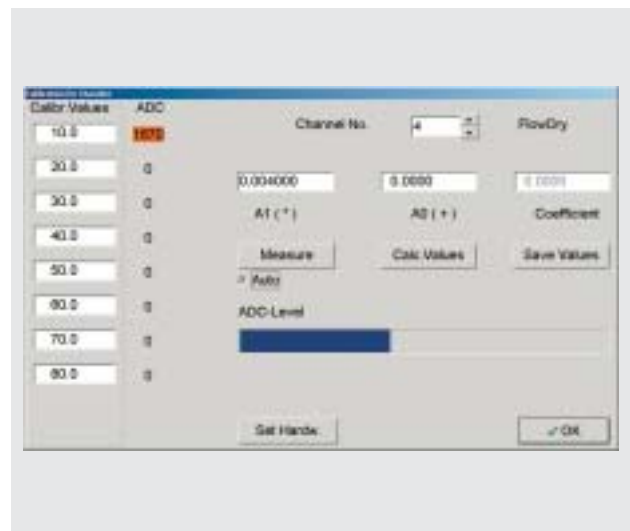 Calibr Values ADC
Channel No. 4 FlowDry
10.0
20.0 0
0.004000 0.0000
30.0 0
A1 ( * ) A0 ( + ) Coefficient
40.0 0
Measure Calc Values Save Values
50.0 0
Auto
60.0 0
ADC-Level
70.0 0
80.0 0
Set Hardw. OK